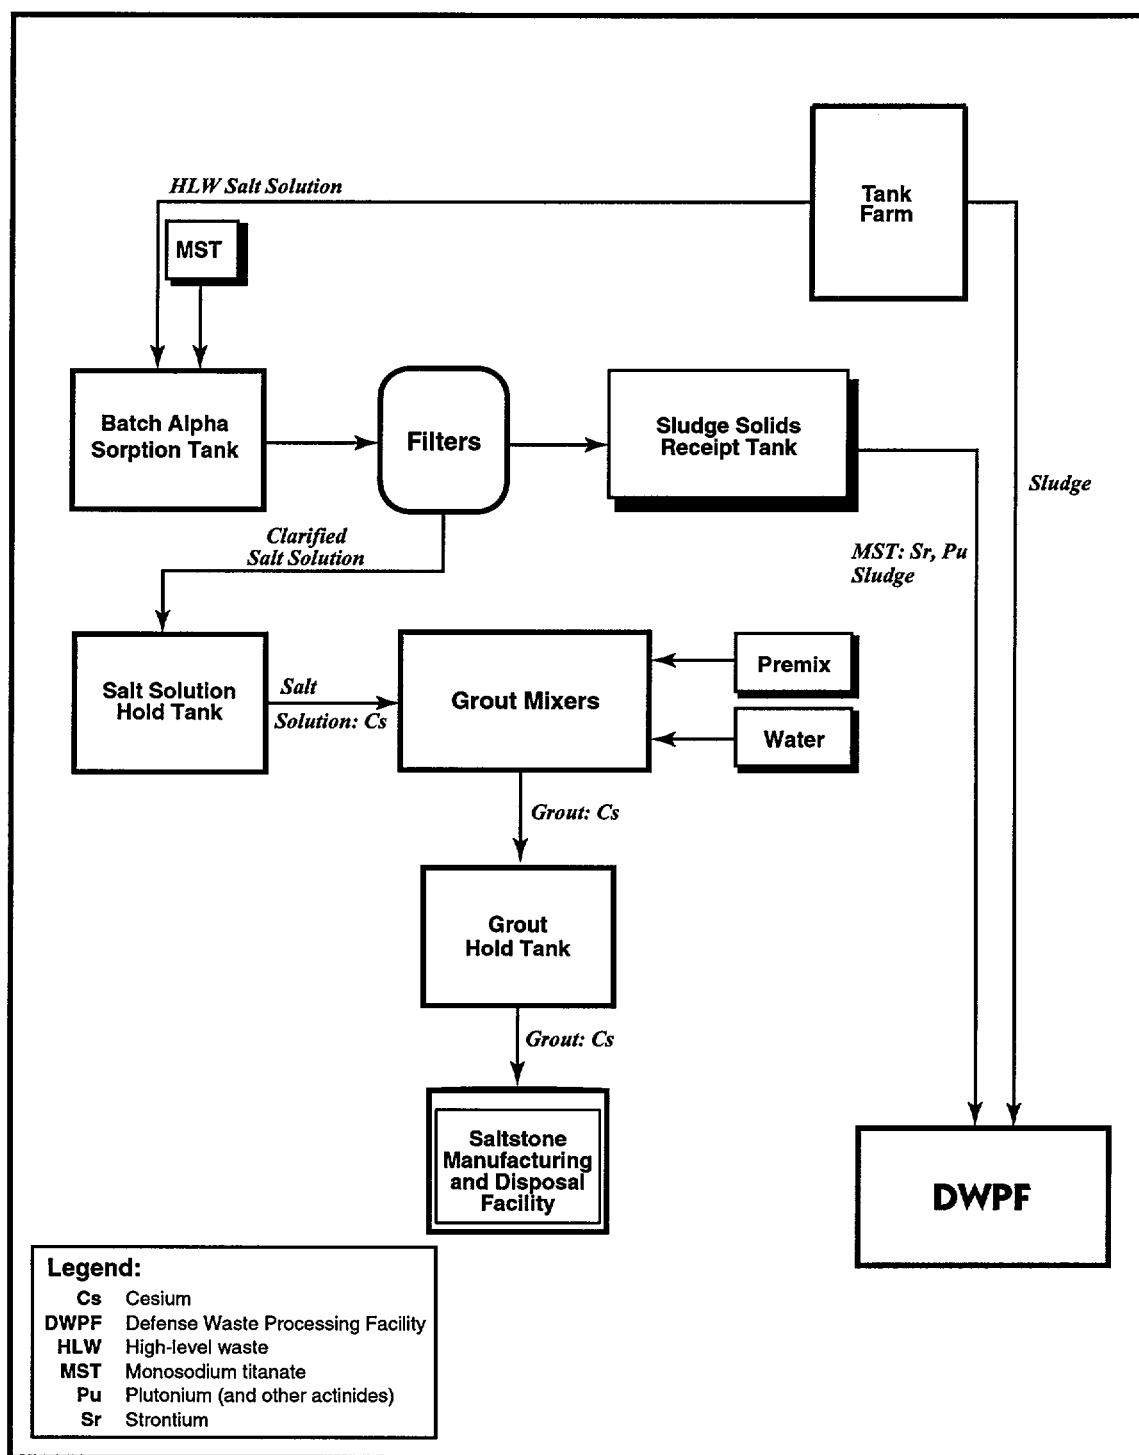 Tank
Farm
HLW Salt Solution
MST
Batch Alpha
Sorption Tank
Filters
Sludge Solids
Receipt Tank
Sludge
Clarified
Salt Solution
MST: Sr, Pu
Sludge
Salt Solution
Hold Tank
Salt
Solution: Cs
Grout Mixers
Premix
Water
Grout: Cs
Grout
Hold Tank
Grout: Cs
Saltstone
Manufacturing
and Disposal
Facility
DWPF
Legend:
Cs Cesium
DWPF Defense Waste Processing Facility
HLW High-level waste
MST Monosodium titanate
Pu Plutonium (and other actinides)
Sr Strontium